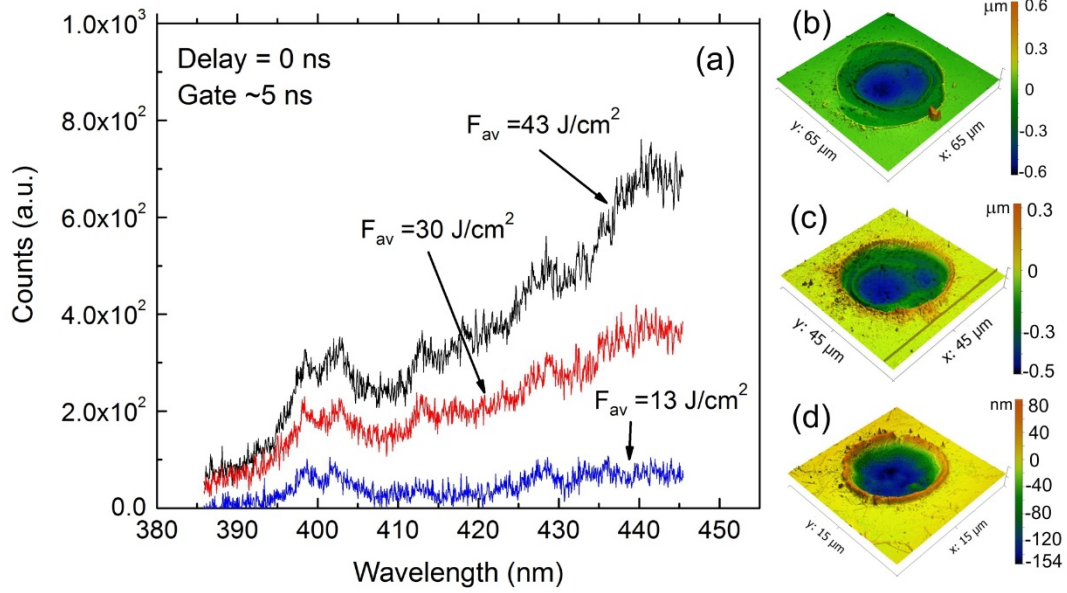 (a)
Delay = 0 ns
Gate ~5 ns
F_av =43 J/cm²
F_av =30 J/cm²
F_av =13 J/cm²
Counts (a.u.)
1.0x10³
8.0x10²
6.0x10²
4.0x10²
2.0x10²
0.0
380 390 400 410 420 430 440 450
Wavelength (nm)
(b)
y: 65 µm
x: 65 µm
µm
0.6
0.3
0
-0.3
-0.6
(c)
y: 45 µm
x: 45 µm
µm
0.3
0
-0.3
-0.5
(d)
y: 15 µm
x: 15 µm
nm
80
40
0
-40
-80
-120
-154